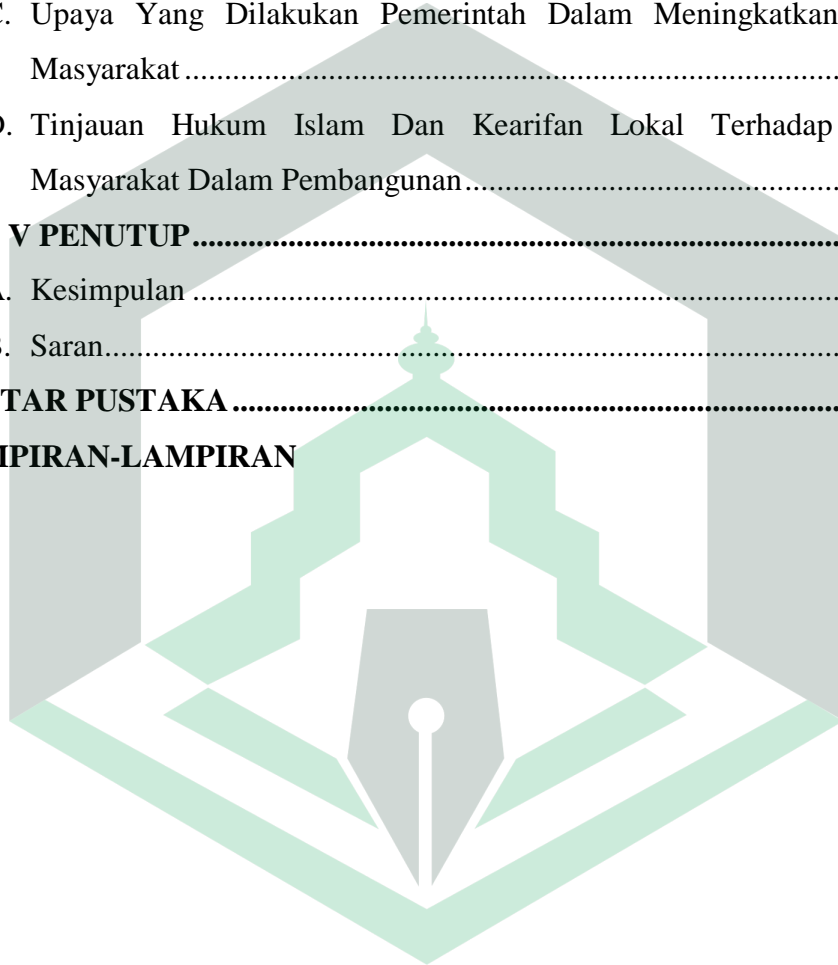 C. Upaya Yang Dilakukan Pemerintah Dalam Meningkatkan
Masyarakat ..........................................................................................
D. Tinjauan Hukum Islam Dan Kearifan Lokal Terhadap
Masyarakat Dalam Pembangunan ......................................................
V PENUTUP ..........................................................................................
A. Kesimpulan ..........................................................................................
B. Saran ..........................................................................................
TAR PUSTAKA ..........................................................................................
PIRAN-LAMPIRAN